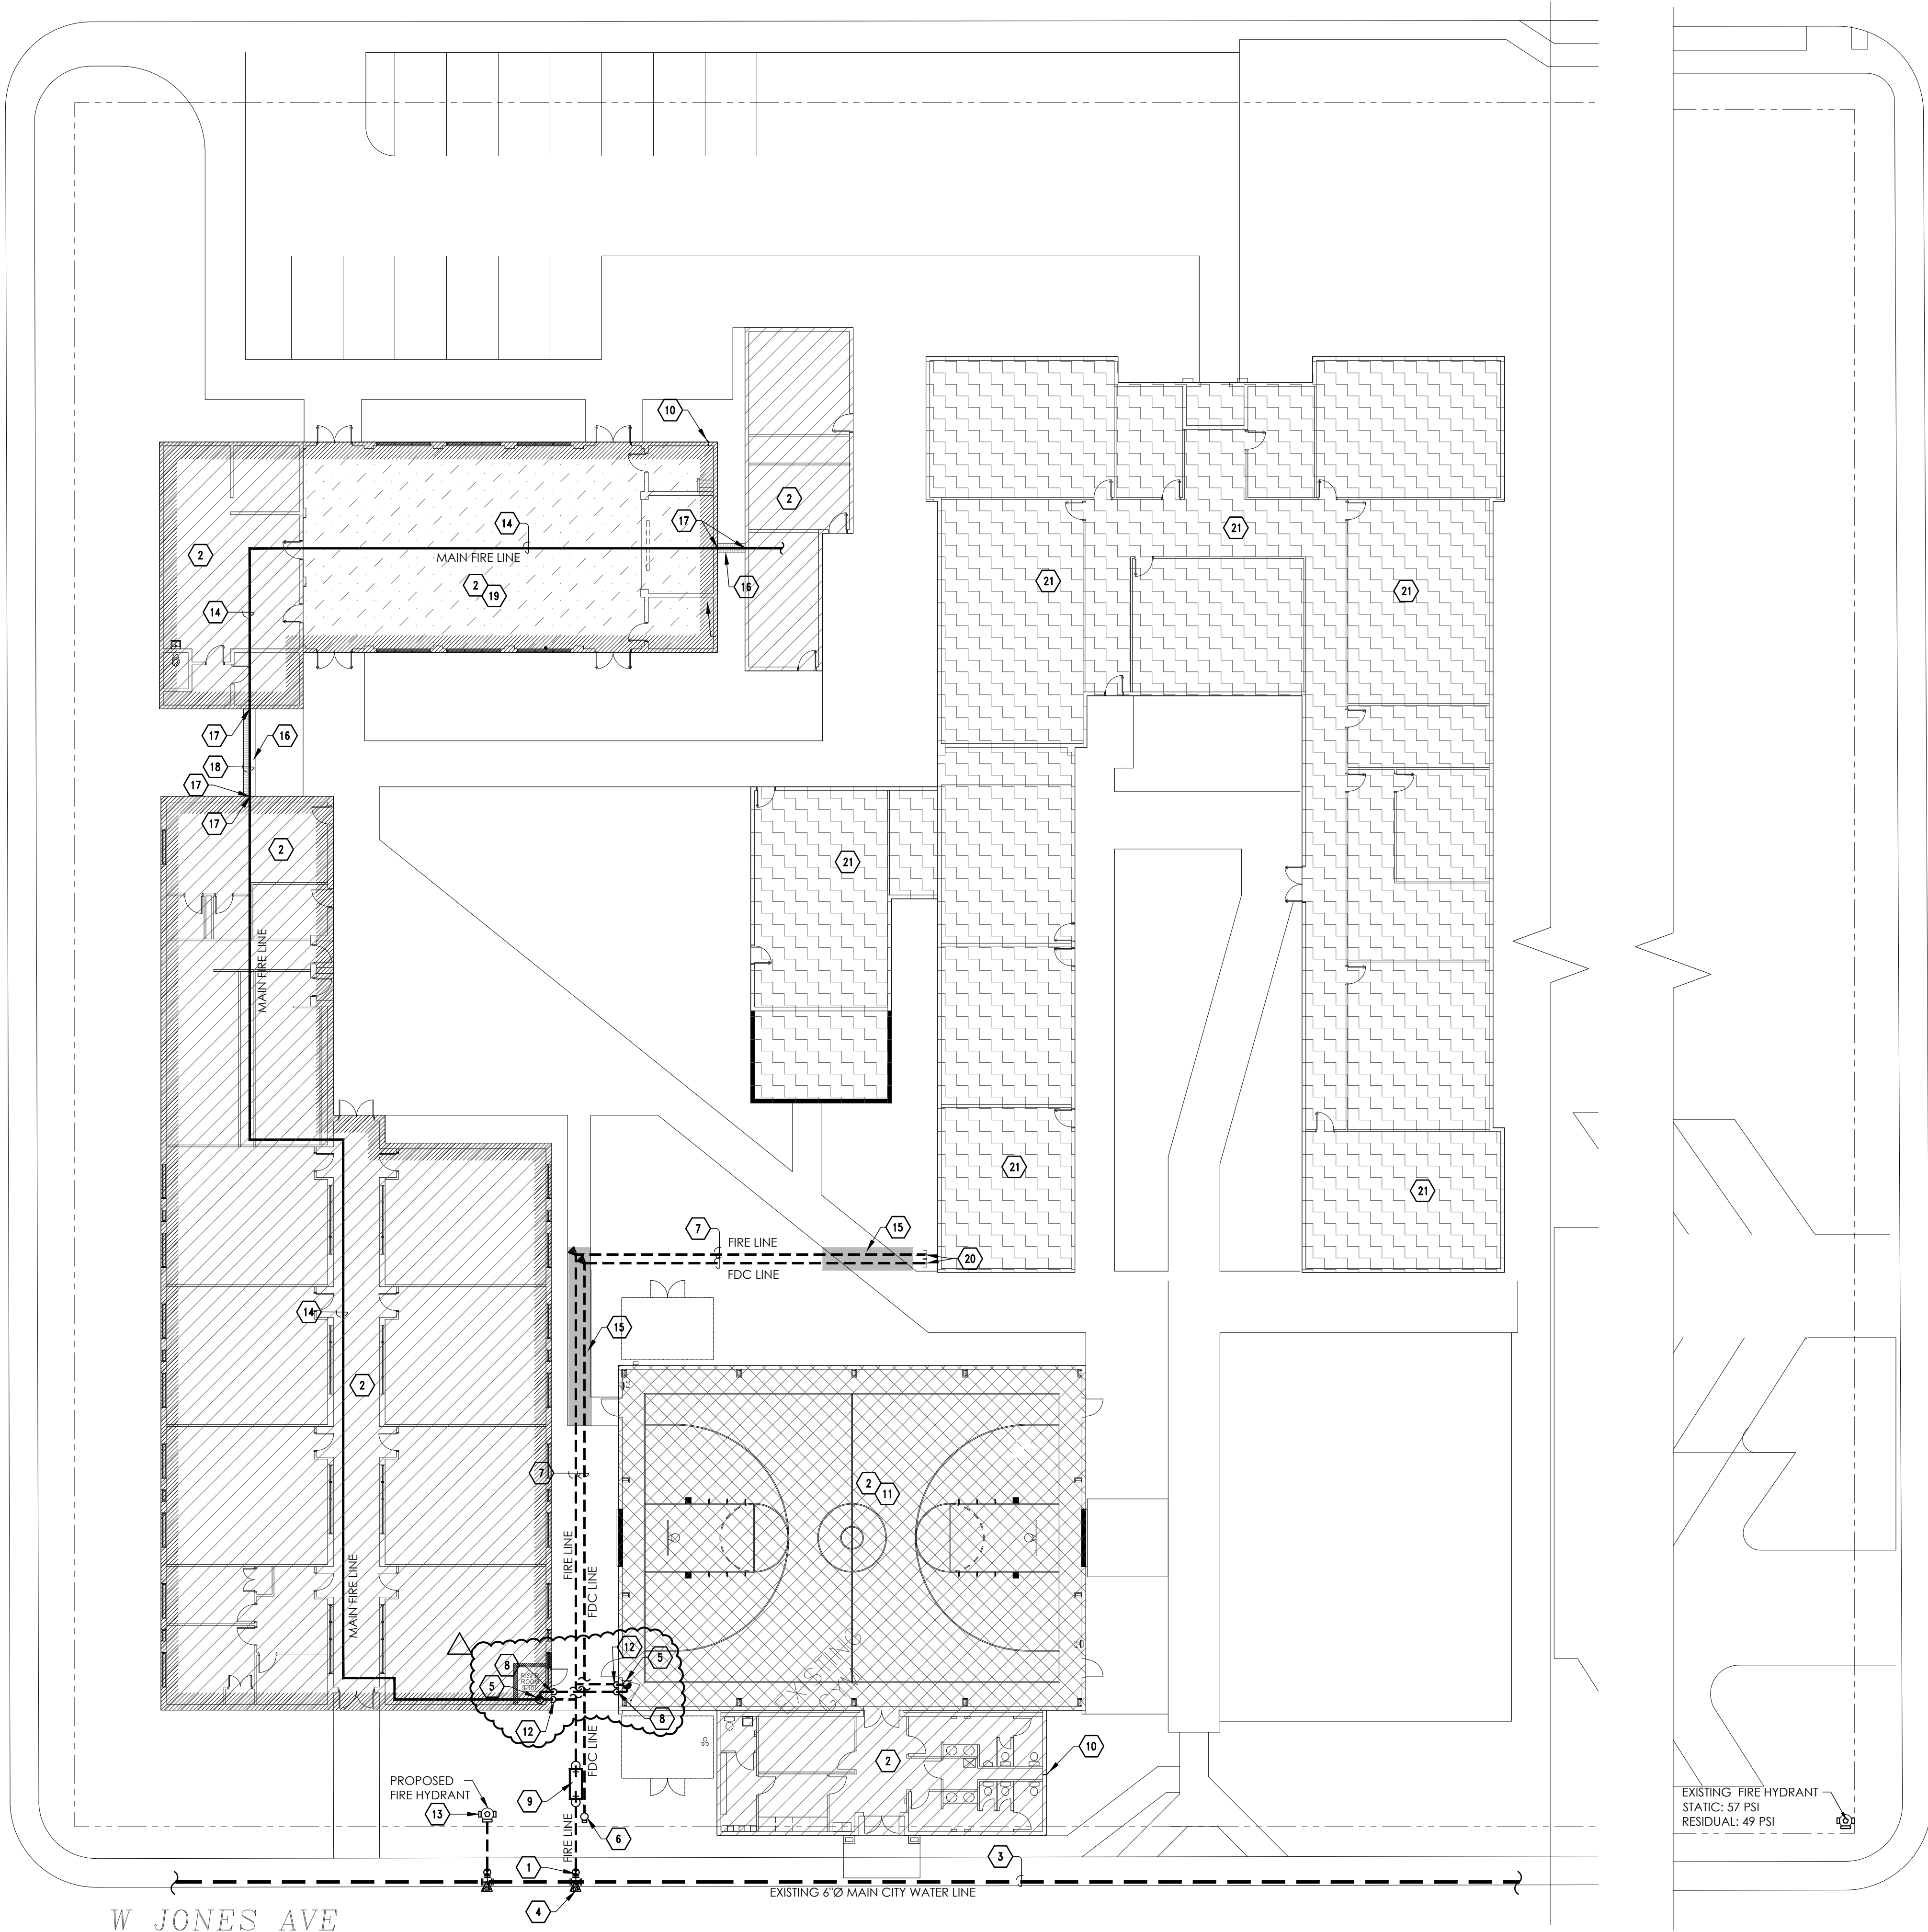 10
2
17
14
21
2
MAIN FIRE LINE
21
2
19
16
21
14
17
16
18
17
17
2
21
MAIN FIRE LINE
21
21
7
15
FIRE LINE
20
FDC LINE
14
15
2
7
2
11
FIRE LINE
FDC LINE
MAIN FIRE LINE
12
5
8
RISER
ROOM
5
EXISTING
GYM
12
8
FDC LINE
2
10
PROPOSED
FIRE HYDRANT
13
9
EXISTING FIRE HYDRANT
STATIC: 57 PSI
RESIDUAL: 49 PSI
FIRE LINE
6
1
3
EXISTING 6"Ø MAIN CITY WATER LINE
4
W JONES AVE